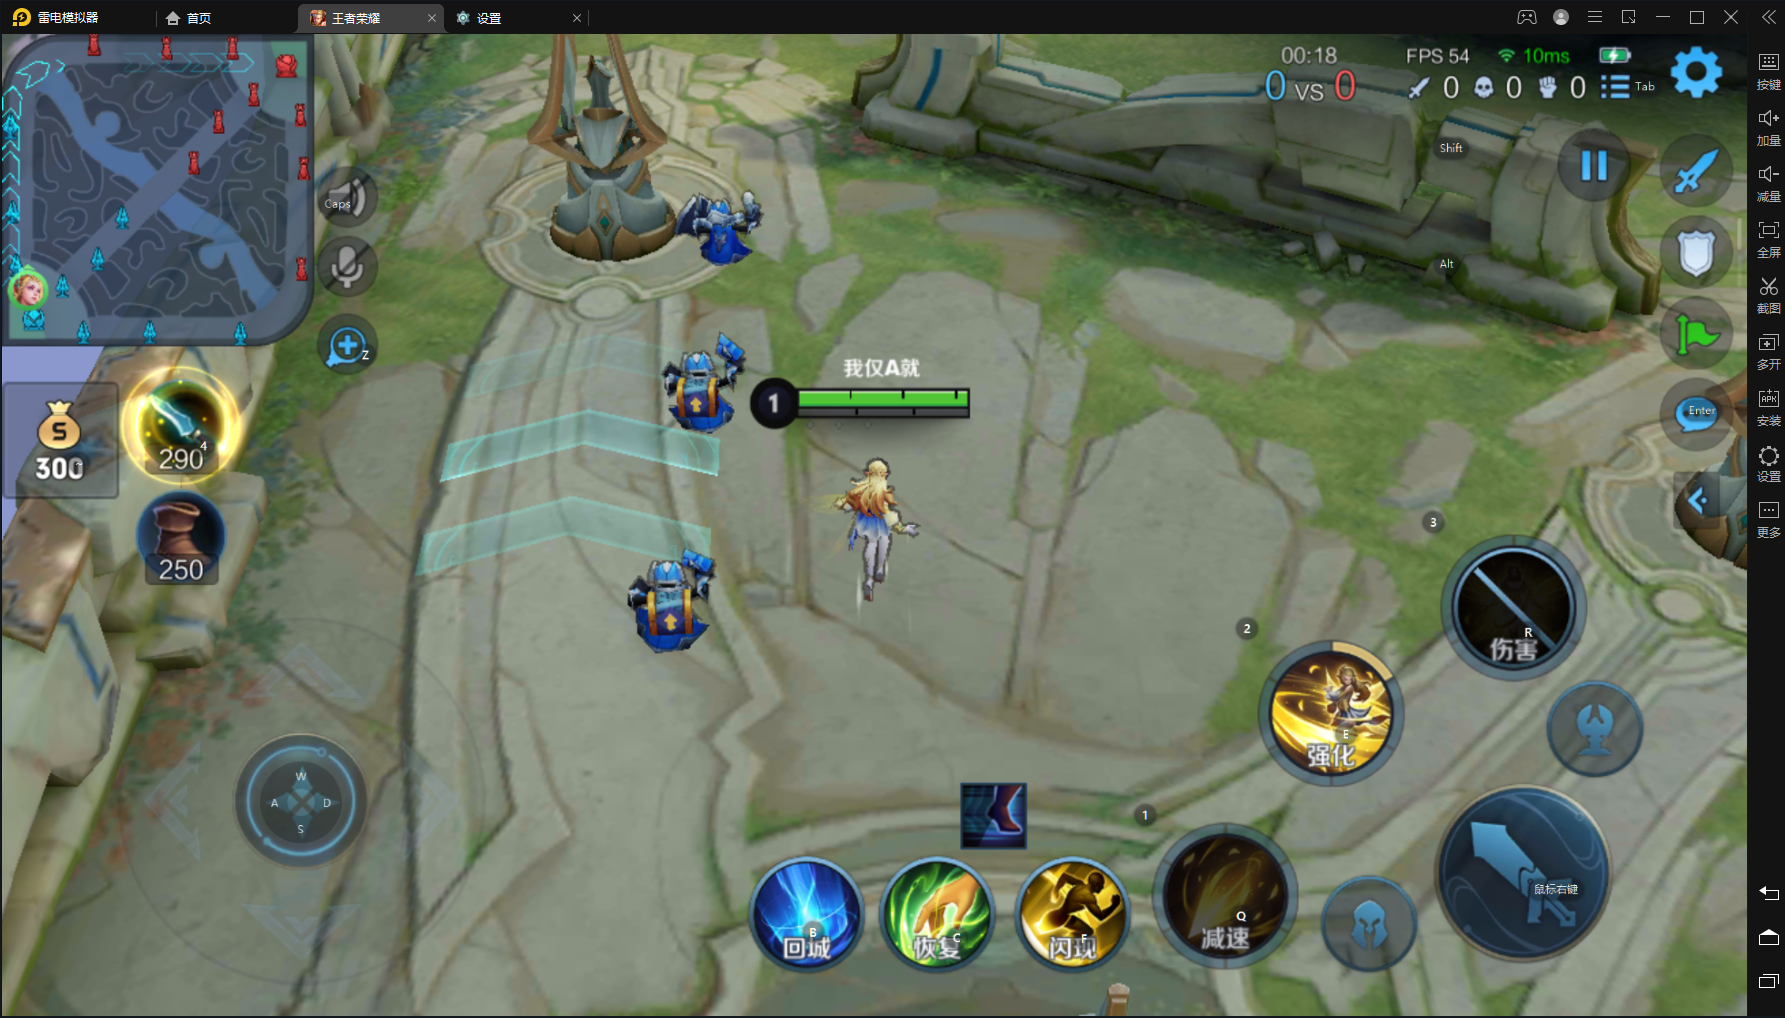 雷电模拟器
首页
王者荣耀
设置
00:18
FPS 54
10ms
0 VS 0
0
0
0
Tab
Caps
Shift
Alt
Z
Enter
300
4
290
250
我仅A就
1
W
A
D
S
3
R
伤害
2
E
强化
1
Q
减速
B
回城
C
恢复
F
闪现
鼠标右键
按键
加量
减量
全屏
截图
多开
APK
安装
设置
更多